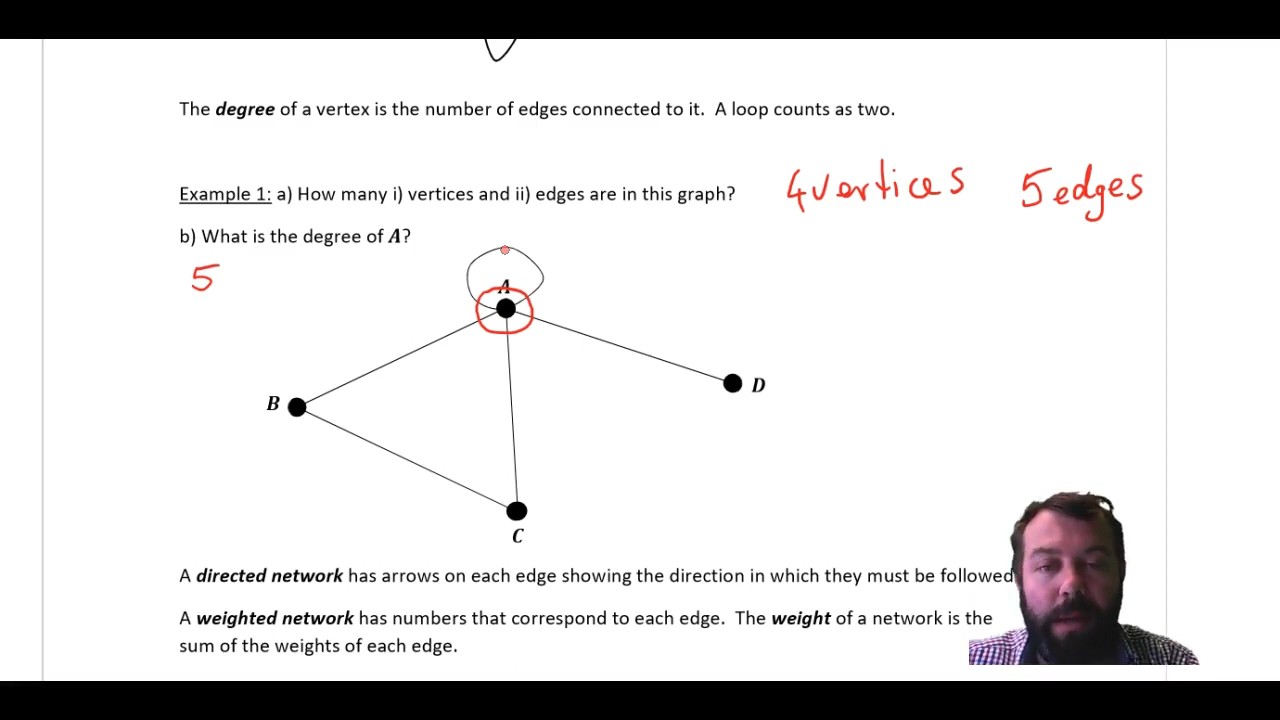 The degree of a vertex is the number of edges connected to it. A loop counts as two.
Example 1: a) How many i) vertices and ii) edges are in this graph? 4 vertices 5 edges
b) What is the degree of A?
5
A
D
B
C
A directed network has arrows on each edge showing the direction in which they must be followed
A weighted network has numbers that correspond to each edge. The weight of a network is the
sum of the weights of each edge.